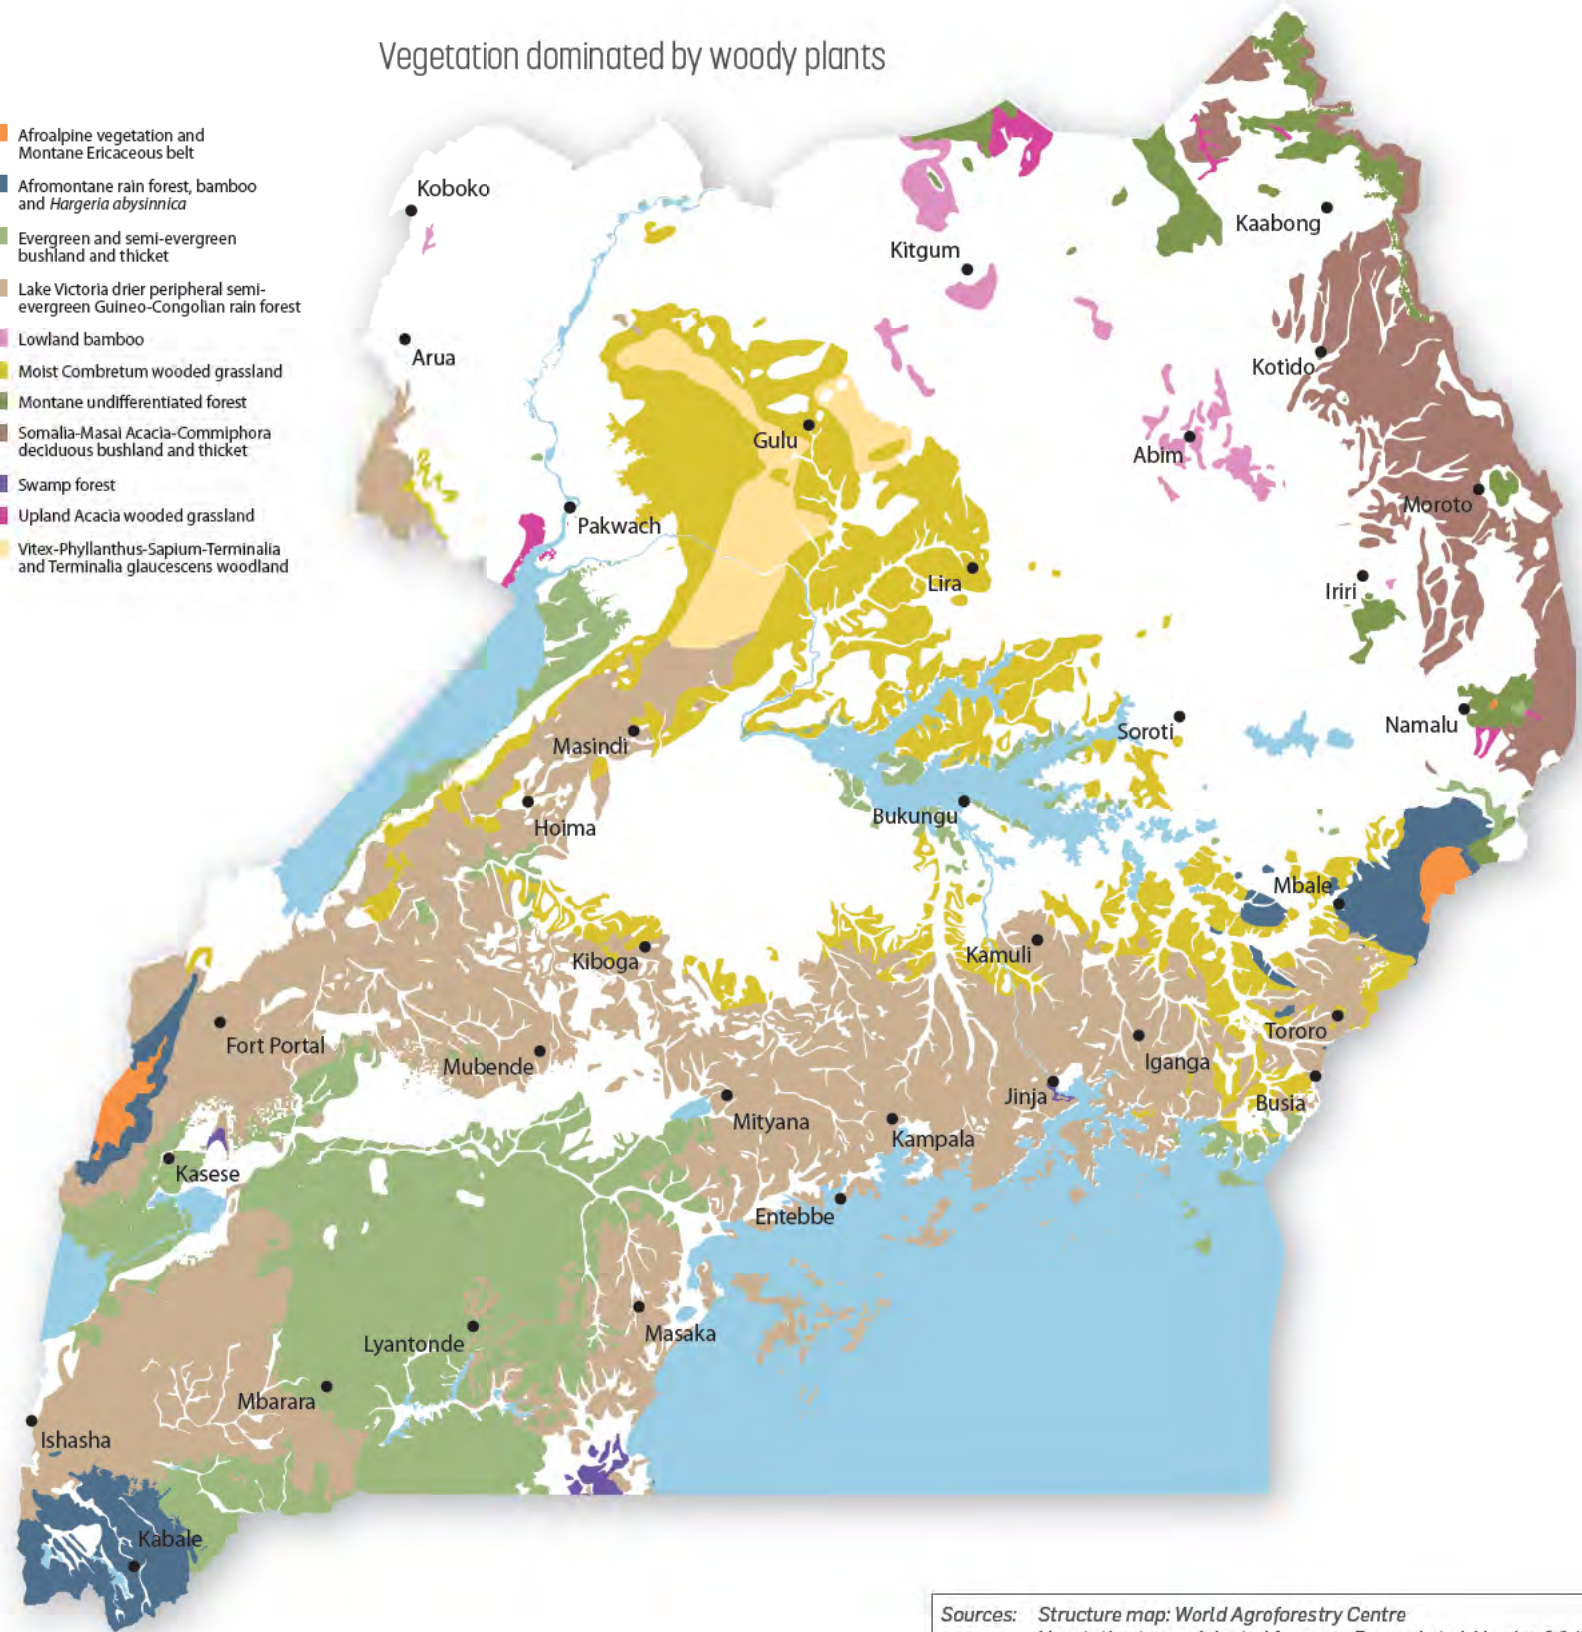 Vegetation dominated by woody plants
Afroalpine vegetation and
Montane Ericaceous belt
Afromontane rain forest, bamboo
and Hargeria abysinnica
Evergreen and semi-evergreen
bushland and thicket
Lake Victoria drier peripheral semi-
evergreen Guineo-Congolian rain forest
Lowland bamboo
Moist Combretum wooded grassland
Montane undifferentiated forest
Somalia-Masai Acacia-Commiphora
deciduous bushland and thicket
Swamp forest
Upland Acacia wooded grassland
Vitex-Phyllanthus-Sapium-Terminalia
and Terminalia glaucescens woodland
Koboko
Kaabong
Kitgum
Arua
Kotido
Gulu
Abim
Moroto
Pakwach
Lira
Iriri
Namalu
Soroti
Masindi
Bukungu
Hoima
Mbale
Kamuli
Kiboga
Tororo
Fort Portal
Iganga
Mubende
Jinja
Busia
Mityana
Kampala
Kasese
Entebbe
Masaka
Lyantonde
Mbarara
Ishasha
Kabale
Sources: Structure map: World Agroforestry Centre